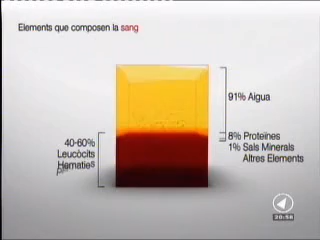 Elements que composen la sang
91% Aigua
40-60%
Leucòcits
Hematies
8% Proteïnes
1% Sals Minerals
Altres Elements
20:58